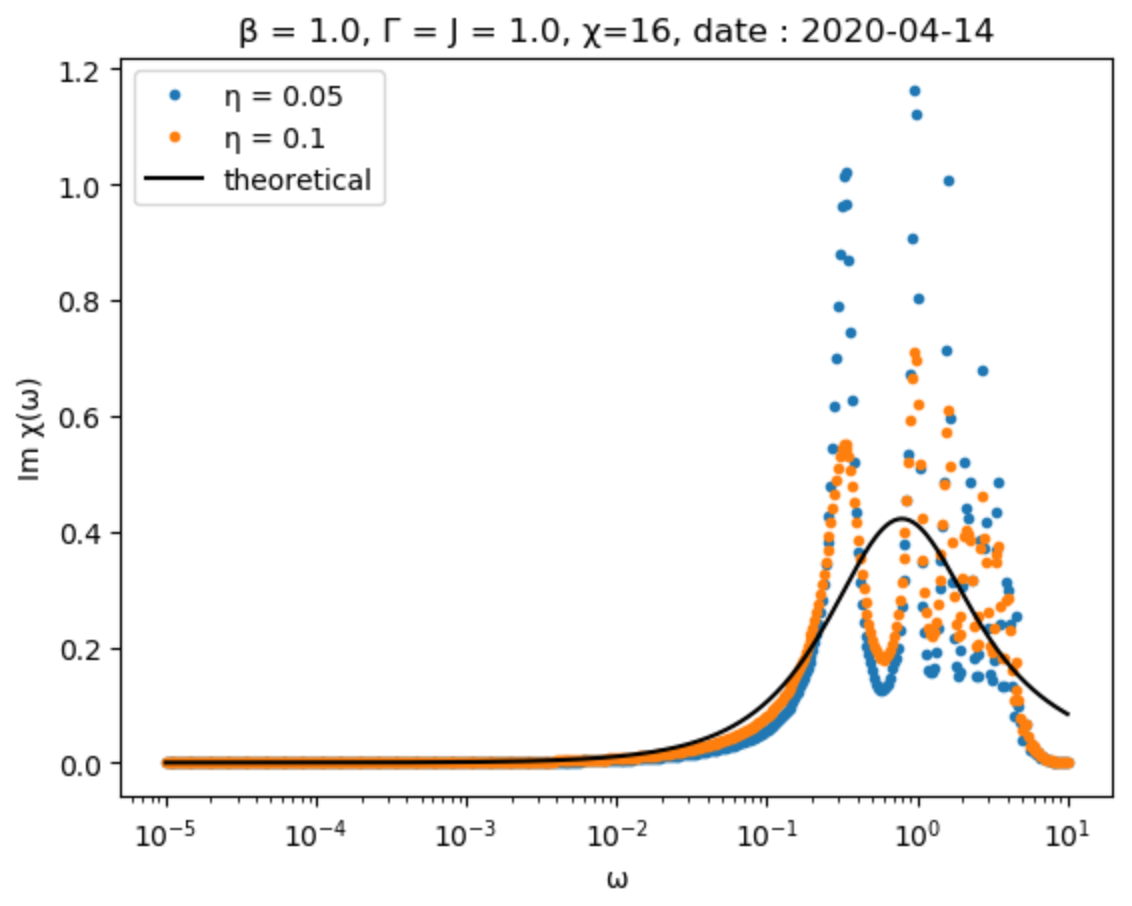 β = 1.0, Γ = J = 1.0, χ=16, date : 2020-04-14
η = 0.05
η = 0.1
theoretical
1.2
1.0
0.8
0.6
0.4
0.2
0.0
Im χ(ω)
10⁻⁵ 10⁻⁴ 10⁻³ 10⁻² 10⁻¹ 10⁰ 10¹
ω